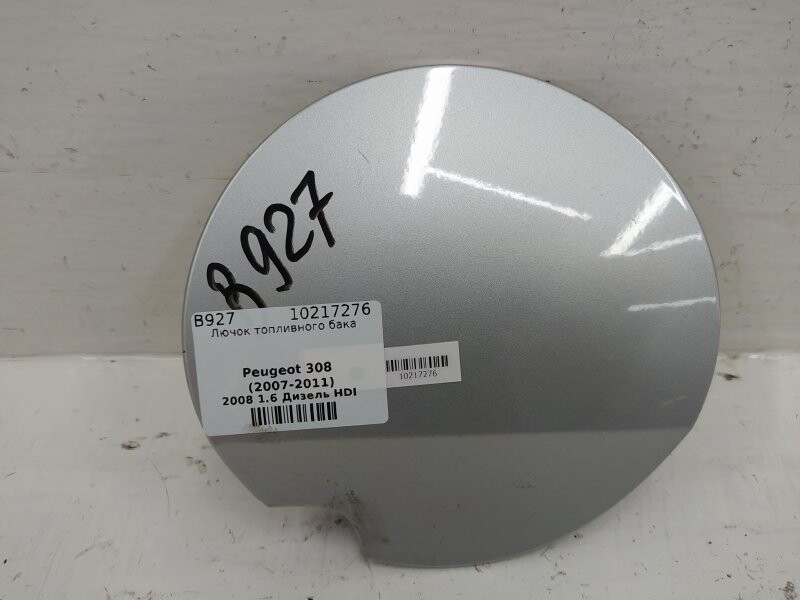 B927
B927 10217276
Лючок топливного бака
Peugeot 308
(2007-2011)
2008 1.6 Дизель HDI
10217276